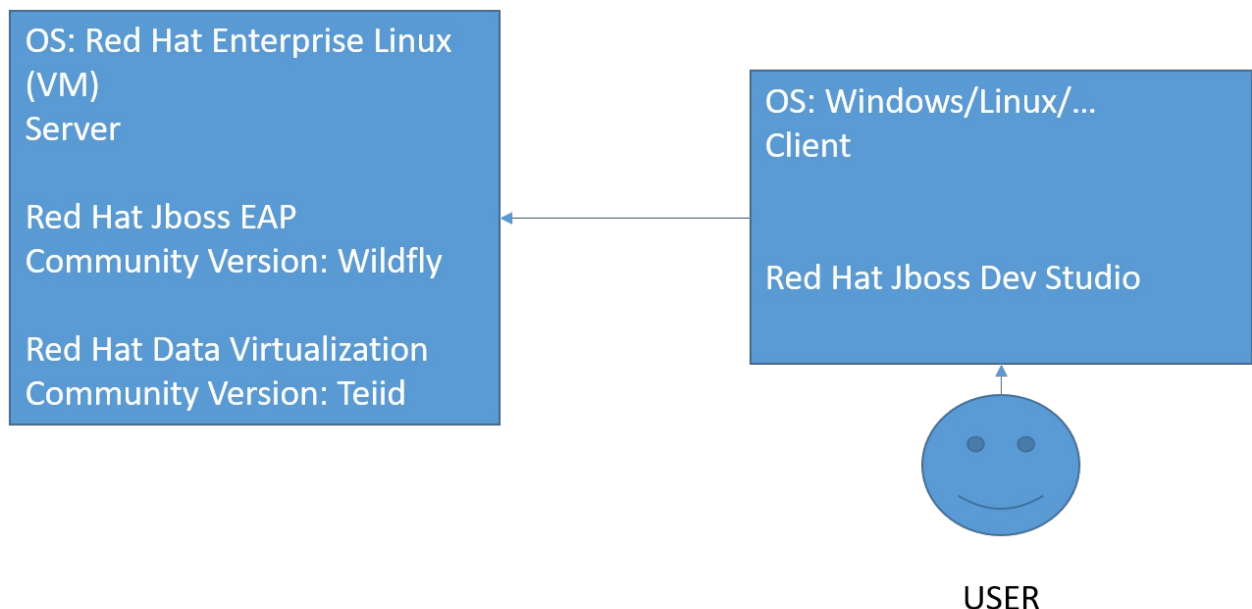 OS: Red Hat Enterprise Linux
(VM)
Server
Red Hat Jboss EAP
Community Version: Wildfly
Red Hat Data Virtualization
Community Version: Teiid
OS: Windows/Linux/...
Client
Red Hat Jboss Dev Studio
USER